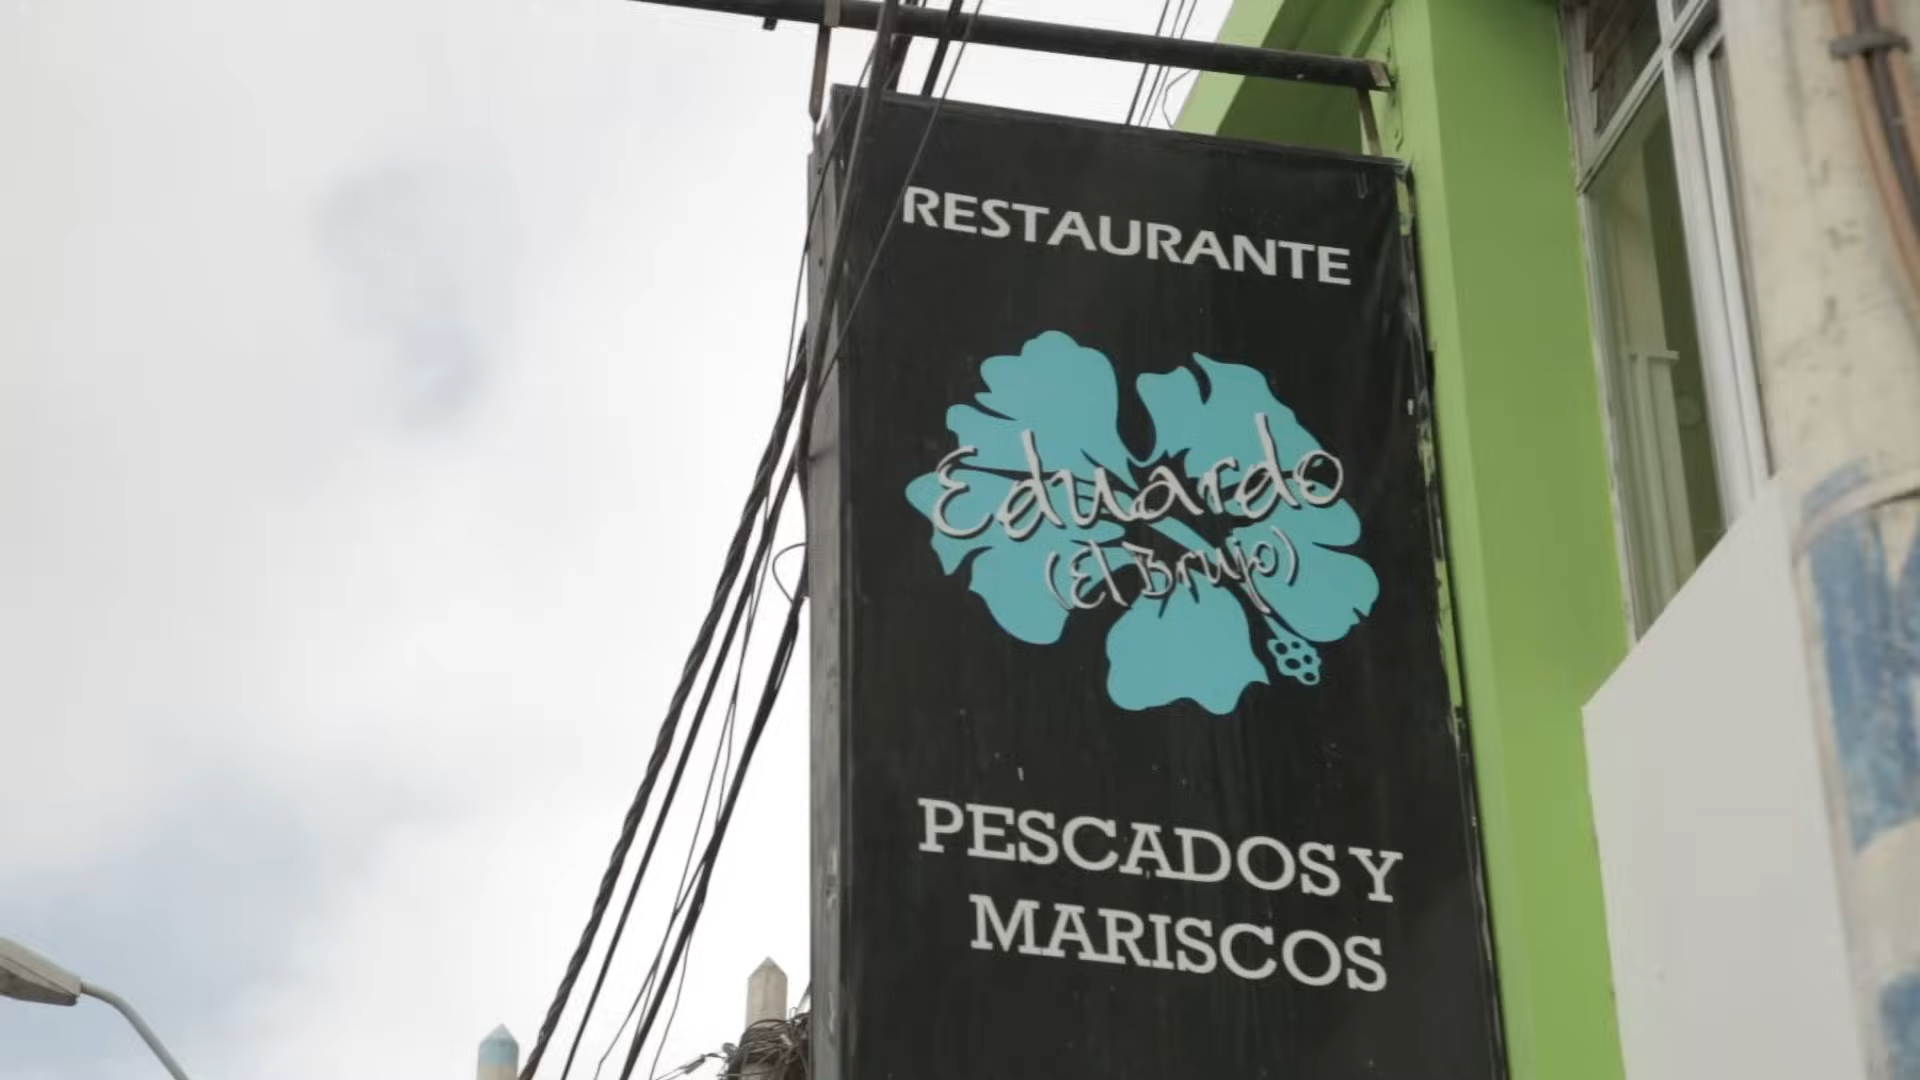 RESTAURANTE
Eduardo
(El Brujo)
PESCADOS Y
MARISCOS